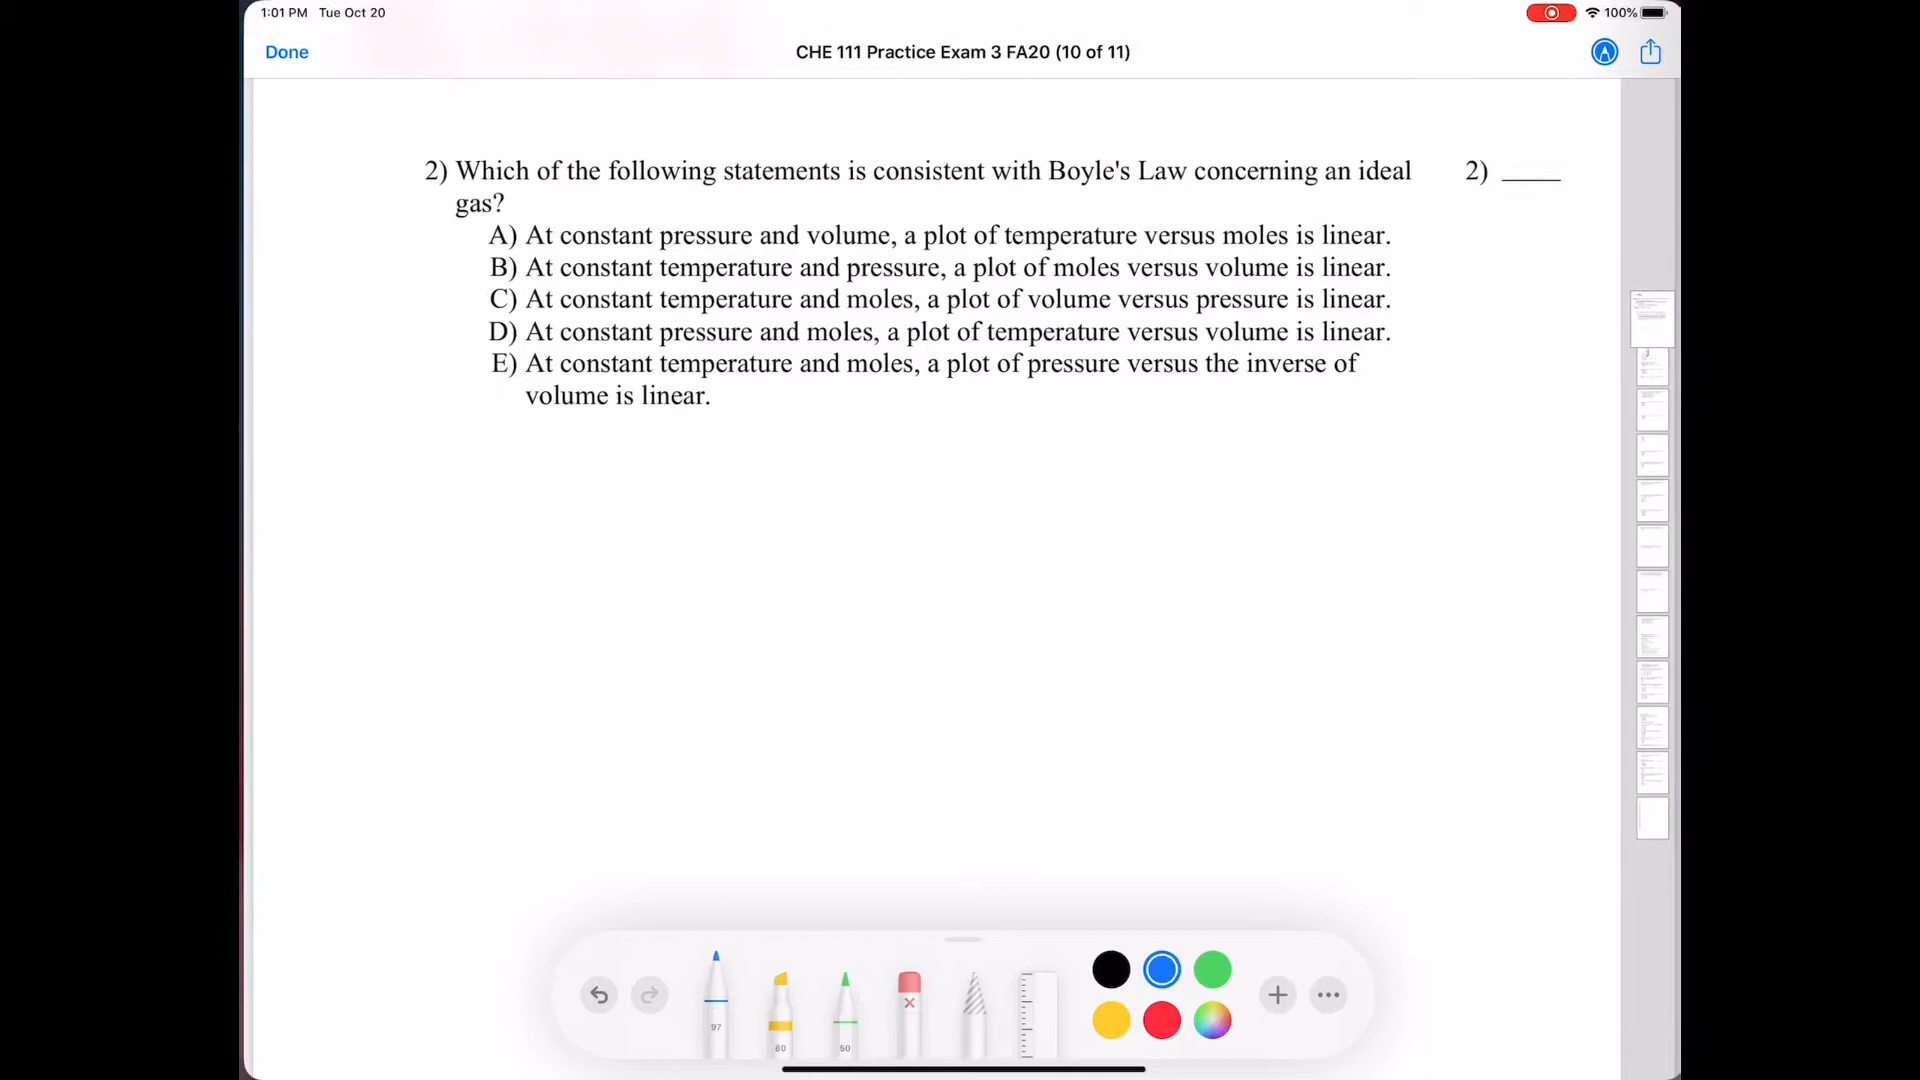 1:01 PM Tue Oct 20
100%
Done
CHE 111 Practice Exam 3 FA20 (10 of 11)
2) Which of the following statements is consistent with Boyle's Law concerning an ideal 2) ____
gas?
A) At constant pressure and volume, a plot of temperature versus moles is linear.
B) At constant temperature and pressure, a plot of moles versus volume is linear.
C) At constant temperature and moles, a plot of volume versus pressure is linear.
D) At constant pressure and moles, a plot of temperature versus volume is linear.
E) At constant temperature and moles, a plot of pressure versus the inverse of
volume is linear.
97
80
50